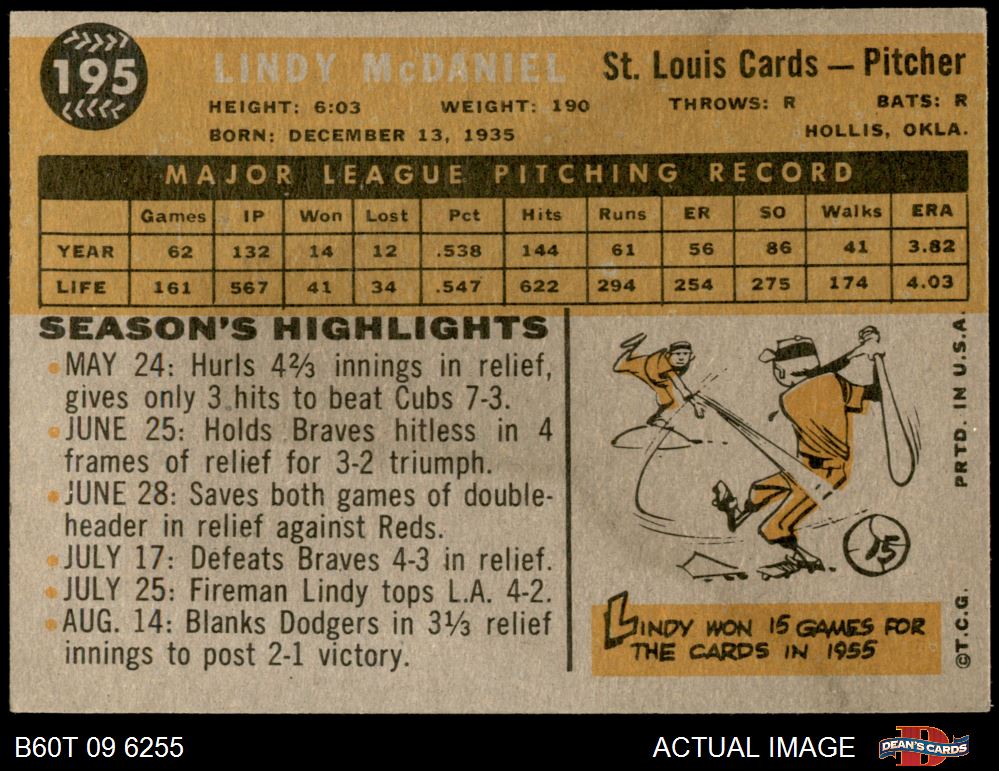 195
LINDY McDANIEL St. Louis Cards — Pitcher
HEIGHT: 6:03 WEIGHT: 190 THROWS: R BATS: R
BORN: DECEMBER 13, 1935 HOLLIS, OKLA.
MAJOR LEAGUE PITCHING RECORD
Games IP Won Lost Pct Hits Runs ER SO Walks ERA
YEAR 62 132 14 12 .538 144 61 56 86 41 3.82
LIFE 161 567 41 34 .547 622 294 254 275 174 4.03
SEASON'S HIGHLIGHTS
MAY 24: Hurls 4⅔ innings in relief,
gives only 3 hits to beat Cubs 7-3.
JUNE 25: Holds Braves hitless in 4
frames of relief for 3-2 triumph.
JUNE 28: Saves both games of double-
header in relief against Reds.
JULY 17: Defeats Braves 4-3 in relief.
JULY 25: Fireman Lindy tops L.A. 4-2.
AUG. 14: Blanks Dodgers in 3⅓ relief
innings to post 2-1 victory.
15
LINDY WON 15 GAMES FOR
THE CARDS IN 1955
©T.C.G. PRTD. IN U.S.A.
B60T 09 6255 ACTUAL IMAGE DEAN'S CARDS